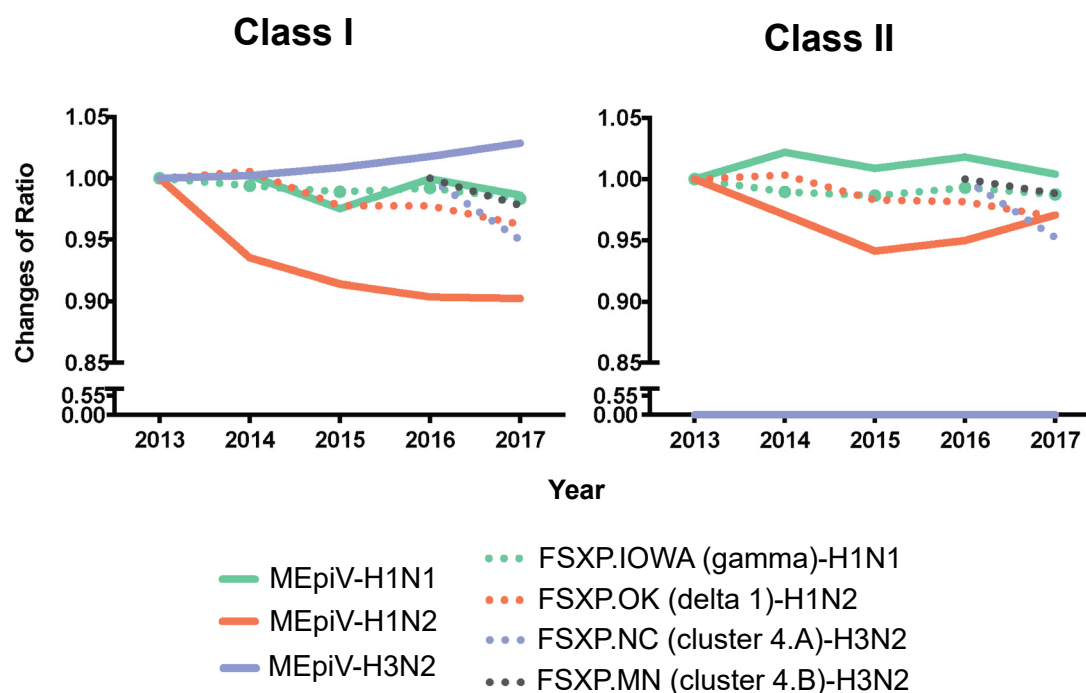 Class I
Class II
Changes of Ratio
1.05
1.00
0.95
0.90
0.85
0.55
0.00
2013 2014 2015 2016 2017
1.05
1.00
0.95
0.90
0.85
0.55
0.00
2013 2014 2015 2016 2017
Year
MEpiV-H1N1
MEpiV-H1N2
MEpiV-H3N2
FSXP.IOWA (gamma)-H1N1
FSXP.OK (delta 1)-H1N2
FSXP.NC (cluster 4.A)-H3N2
FSXP.MN (cluster 4.B)-H3N2